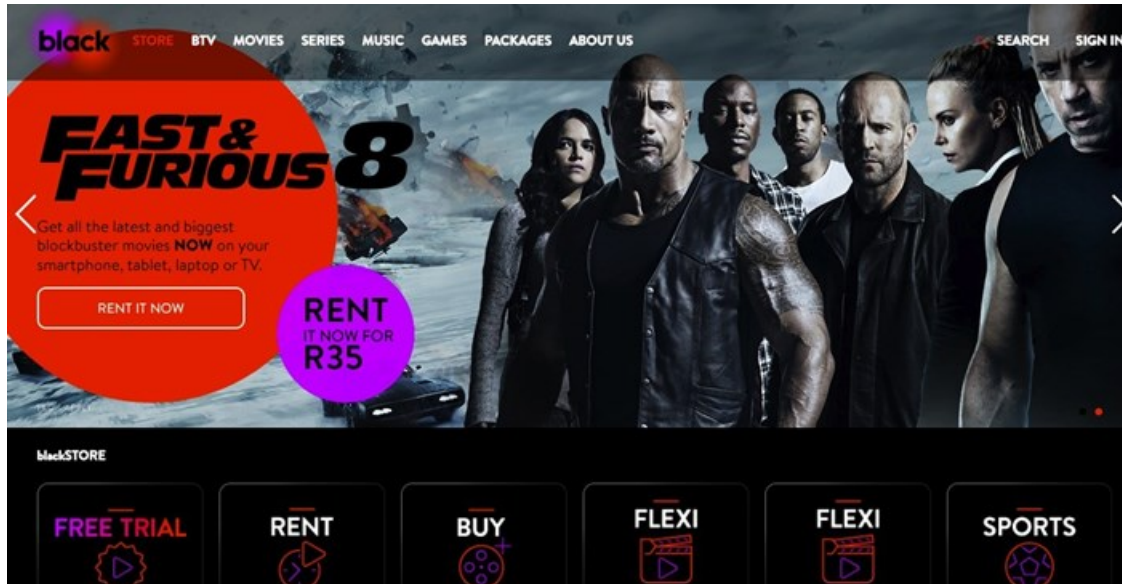 black STORE BTV MOVIES SERIES MUSIC GAMES PACKAGES ABOUT US SEARCH SIGN IN
FAST &
FURIOUS 8
Get all the latest and biggest
blockbuster movies NOW on your
smartphone, tablet, laptop or TV.
RENT IT NOW
RENT
IT NOW FOR
R35
blackSTORE
FREE TRIAL
RENT
BUY
FLEXI
FLEXI
SPORTS